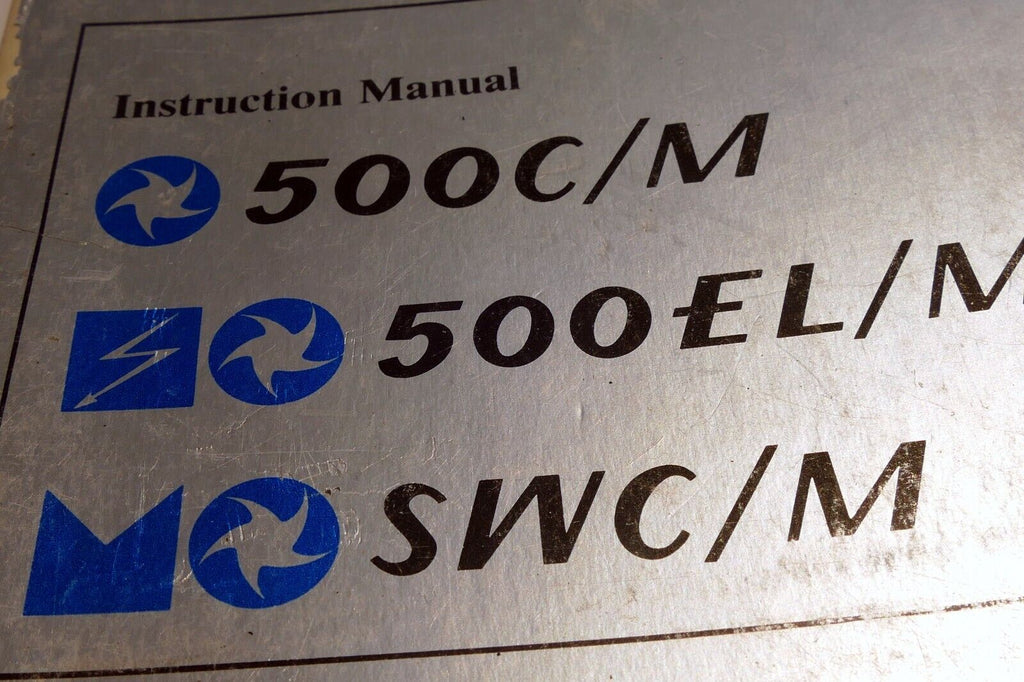 Instruction Manual
500C/M
500EL/M
SWC/M